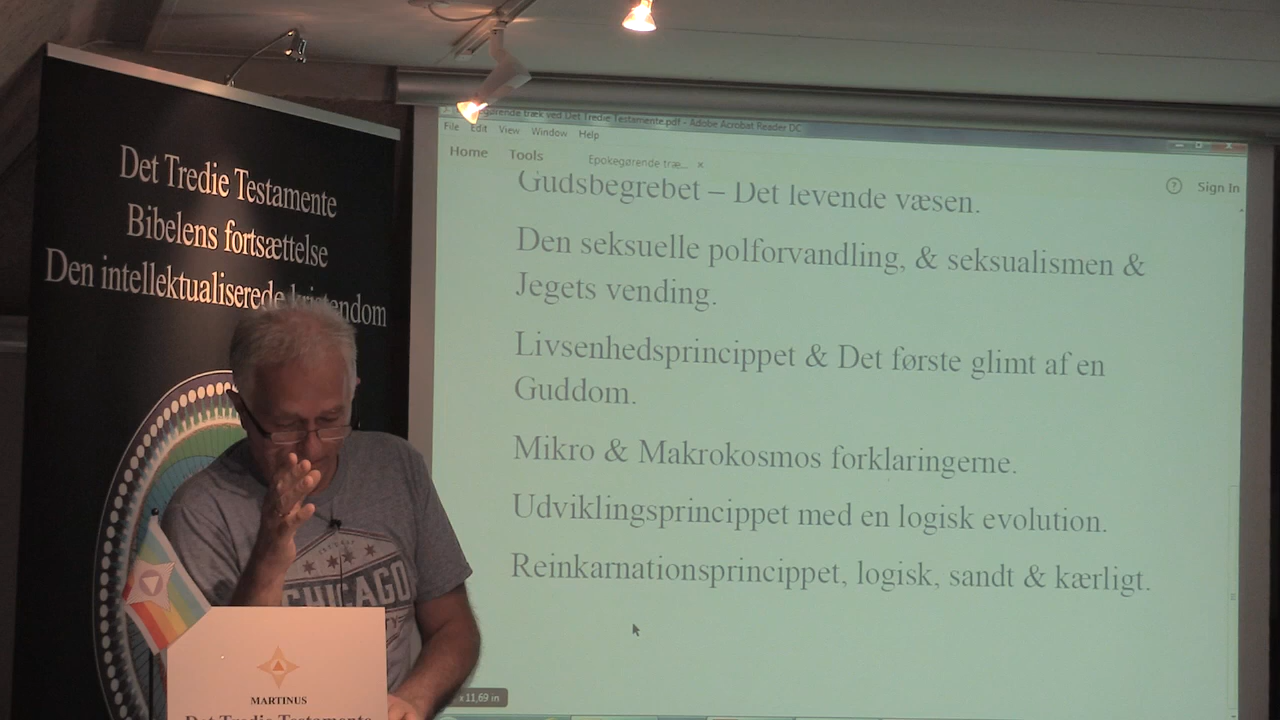 Det Tredie Testamente
Bibelens fortsættelse
Den intellektualiserede kristendom
gørende træk ved Det Tredie Testamente.pdf - Adobe Acrobat Reader DC
File Edit View Window Help
Home Tools Epokegørende træ... ×
? Sign In
Gudsbegrebet – Det levende væsen.
Den seksuelle polforvandling, & seksualismen &
Jegets vending.
Livsenhedsprincippet & Det første glimt af en
Guddom.
Mikro & Makrokosmos forklaringerne.
Udviklingsprincippet med en logisk evolution.
Reinkarnationsprincippet, logisk, sandt & kærligt.
x 11,69 in
CHICAGO
MARTINUS
Det Tredie Testamente